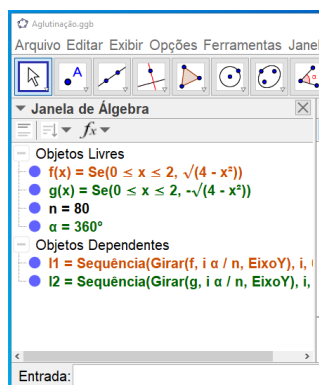 Aglutinação.ggb
Arquivo Editar Exibir Opções Ferramentas
A
Janela de Álgebra
fx
Objetos Livres
f(x) = Se(0 ≤ x ≤ 2, √(4 - x²))
g(x) = Se(0 ≤ x ≤ 2, -√(4 - x²))
n = 80
α = 360°
Objetos Dependentes
l1 = Sequência(Girar(f, i α / n, EixoY), i,
l2 = Sequência(Girar(g, i α / n, EixoY), i,
Entrada: